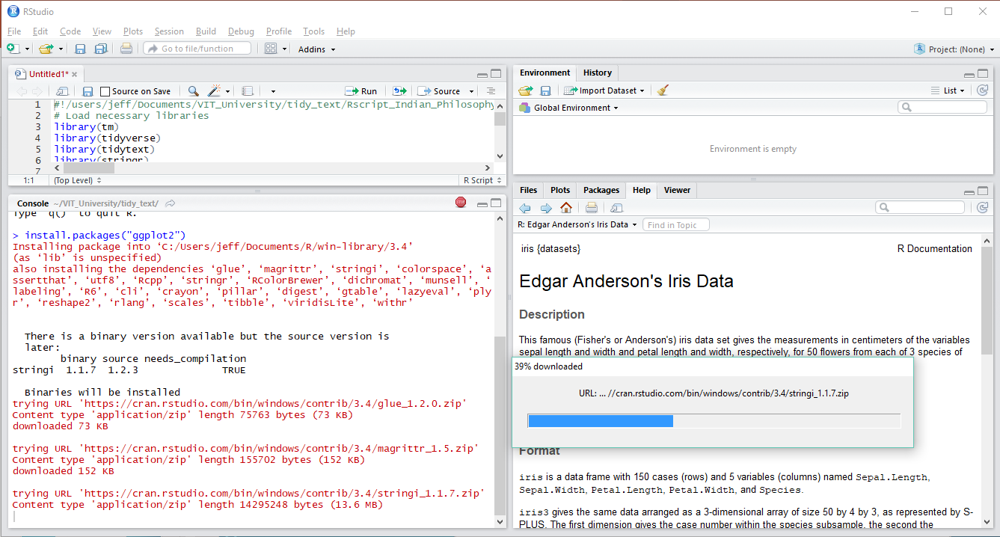 RStudio
File Edit Code View Plots Session Build Debug Profile Tools Help
Go to file/function Addins Project: (None)
Untitled1*
Source on Save Run Source
1 #!/users/jeff/Documents/VIT_University/tidy_text/Rscript_Indian_Philosophy
2 # Load necessary libraries
3 library(tm)
4 library(tidyverse)
5 library(tidytext)
6 library(stringr)
7
1:1 (Top Level) R Script
Console ~/VIT_University/tidy_text/
Type 'q()' to quit R.
> install.packages("ggplot2")
Installing package into ‘C:/Users/jeff/Documents/R/win-library/3.4’
(as ‘lib’ is unspecified)
also installing the dependencies ‘glue’, ‘magrittr’, ‘stringi’, ‘colorspace’, ‘a
ssertthat’, ‘utf8’, ‘Rcpp’, ‘stringr’, ‘RColorBrewer’, ‘dichromat’, ‘munsell’, ‘
labeling’, ‘R6’, ‘cli’, ‘crayon’, ‘pillar’, ‘digest’, ‘gtable’, ‘lazyeval’, ‘ply
r’, ‘reshape2’, ‘rlang’, ‘scales’, ‘tibble’, ‘viridisLite’, ‘withr’
There is a binary version available but the source version is
later:
binary source needs_compilation
stringi 1.1.7 1.2.3 TRUE
Binaries will be installed
trying URL 'https://cran.rstudio.com/bin/windows/contrib/3.4/glue_1.2.0.zip'
Content type 'application/zip' length 75763 bytes (73 KB)
downloaded 73 KB
trying URL 'https://cran.rstudio.com/bin/windows/contrib/3.4/magrittr_1.5.zip'
Content type 'application/zip' length 155702 bytes (152 KB)
downloaded 152 KB
trying URL 'https://cran.rstudio.com/bin/windows/contrib/3.4/stringi_1.1.7.zip'
Content type 'application/zip' length 14295248 bytes (13.6 MB)
Environment History
Import Dataset List
Global Environment
Environment is empty
Files Plots Packages Help Viewer
R: Edgar Anderson's Iris Data Find in Topic
iris {datasets} R Documentation
Edgar Anderson's Iris Data
Description
This famous (Fisher's or Anderson's) iris data set gives the measurements in centimeters of the variables
sepal length and width and petal length and width, respectively, for 50 flowers from each of 3 species of
39% downloaded
URL: ... //cran.rstudio.com/bin/windows/contrib/3.4/stringi_1.1.7.zip
Format
iris is a data frame with 150 cases (rows) and 5 variables (columns) named Sepal.Length,
Sepal.Width, Petal.Length, Petal.Width, and Species.
iris3 gives the same data arranged as a 3-dimensional array of size 50 by 4 by 3, as represented by S-
PLUS. The first dimension gives the case number within the species subsample, the second the